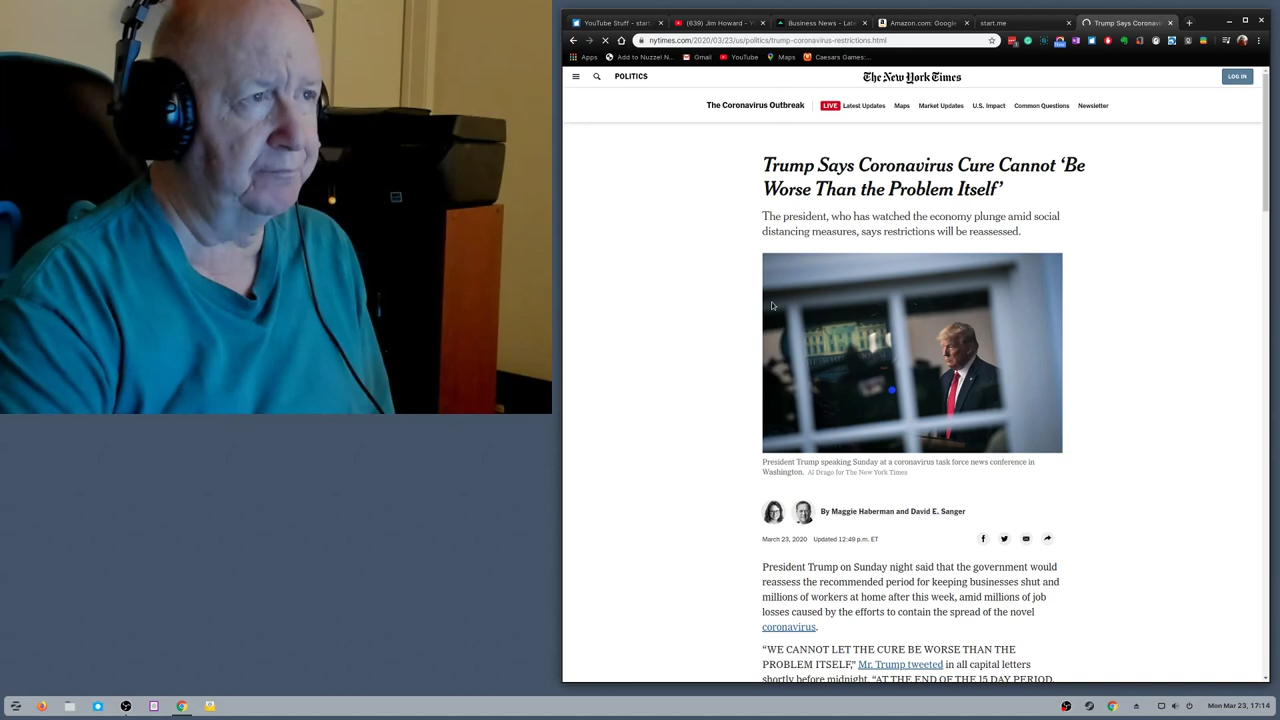 YouTube Stuff - start
(639) Jim Howard - Y
Business News - Late
Amazon.com: Google
start.me
Trump Says Coronavi
nytimes.com/2020/03/23/us/politics/trump-coronavirus-restrictions.html
Apps
Add to Nuzzel N...
Gmail
YouTube
Maps
Caesars Games:...
POLITICS
The New York Times
LOG IN
The Coronavirus Outbreak
LIVE Latest Updates
Maps
Market Updates
U.S. Impact
Common Questions
Newsletter
Trump Says Coronavirus Cure Cannot ‘Be
Worse Than the Problem Itself’
The president, who has watched the economy plunge amid social
distancing measures, says restrictions will be reassessed.
President Trump speaking Sunday at a coronavirus task force news conference in
Washington. Al Drago for The New York Times
By Maggie Haberman and David E. Sanger
March 23, 2020 Updated 12:49 p.m. ET
President Trump on Sunday night said that the government would
reassess the recommended period for keeping businesses shut and
millions of workers at home after this week, amid millions of job
losses caused by the efforts to contain the spread of the novel
coronavirus.
“WE CANNOT LET THE CURE BE WORSE THAN THE
PROBLEM ITSELF,” Mr. Trump tweeted in all capital letters
shortly before midnight. “AT THE END OF THE 15 DAY PERIOD,
Mon Mar 23, 17:14